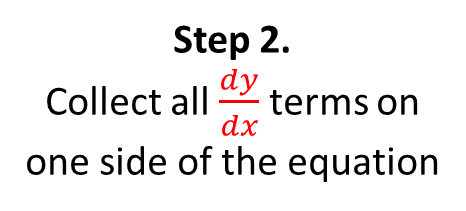 Step 2.
Collect all dy/dx terms on
one side of the equation